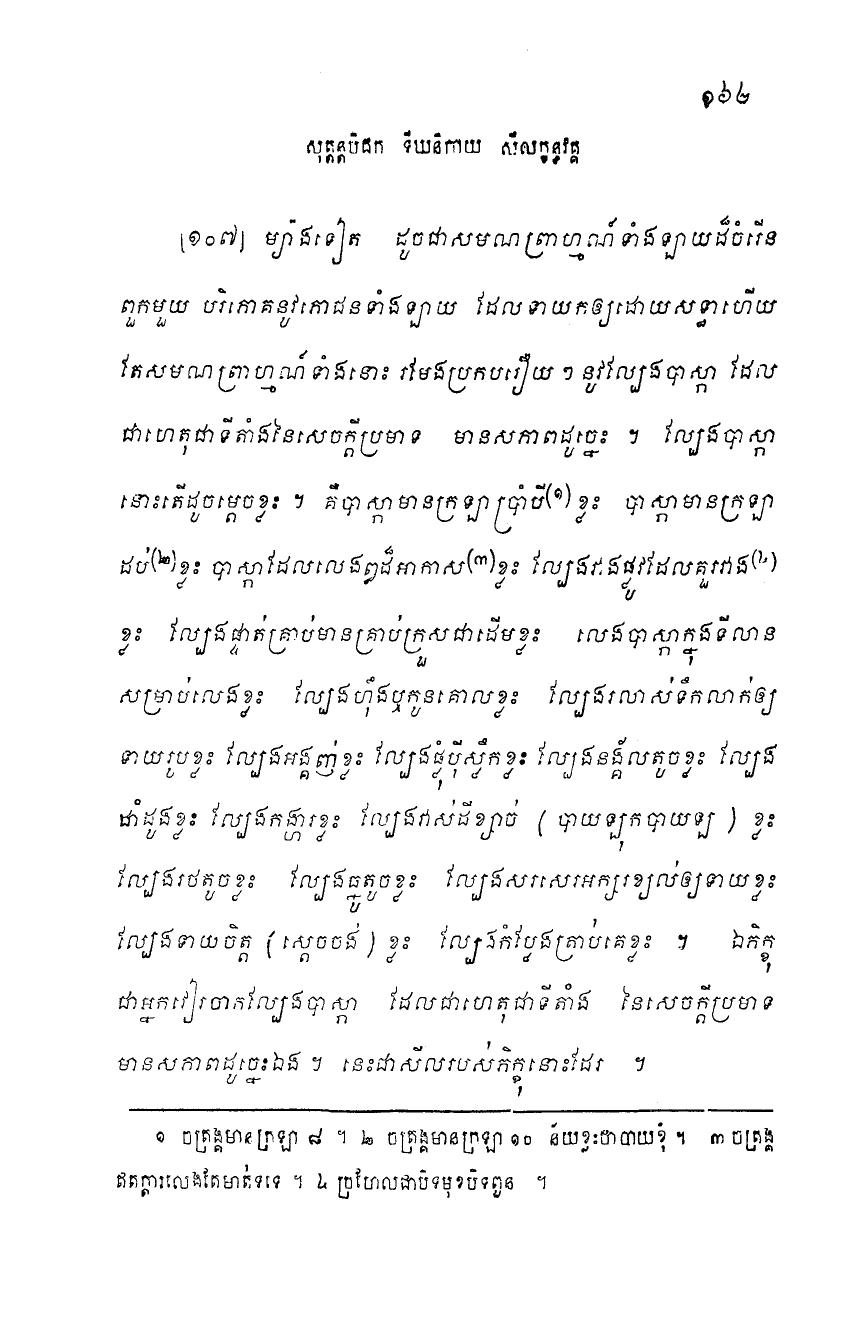 ១៦៤
សុត្តន្តបិដក ទីឃនិកាយ សីលក្ខន្ធវគ្គ
[១០៧] ម្យ៉ាងទៀត ដូចជាសមណព្រាហ្មណ៍ទាំងឡាយដ៏ចំរើន
ពួកមួយ បរិភោគនូវភោជនទាំងឡាយ ដែលទាយកឲ្យដោយសទ្ធាហើយ
តែសមណព្រាហ្មណ៍ទាំងនោះ រមែងប្រកបរឿយ ៗ នូវល្បែងបាស្កា ដែល
ជាហេតុជាទីតាំងនៃសេចក្តីប្រមាទ មានសភាពដូច្នេះ ។ ល្បែងបាស្កា
នោះតើដូចម្តេចខ្លះ ។ គឺបាស្កាមានក្រឡាប្រាំបី(១)ខ្លះ បាស្កាមានក្រឡា
ដប់(២)ខ្លះ បាស្កាដែលលេងឰដ៏អាកាស(៣)ខ្លះ ល្បែងវាងផ្លូវដែលគួរវាង(៤)
ខ្លះ ល្បែងផ្ទាត់គ្រាប់មានគ្រាប់ក្រួសជាដើមខ្លះ លេងបាស្កាក្នុងទីលាន
សម្រាប់លេងខ្លះ ល្បែងហ៊ឹងឬកូនគោលខ្លះ ល្បែងរលាស់ទឹកលាក់ឲ្យ
ទាយរូបខ្លះ ល្បែងអង្គញ់ខ្លះ ល្បែងផ្លុំប៉ីស្លឹកខ្លះ ល្បែងនង្គ័លតូចខ្លះ ល្បែង
ដាំដូងខ្លះ ល្បែងកង្ហារខ្លះ ល្បែងវាស់ដីខ្សាច់ ( បាយឡុកបាយឡ ) ខ្លះ
ល្បែងរថតូចខ្លះ ល្បែងធ្នូតូចខ្លះ ល្បែងសរសេរអក្សរខ្យល់ឲ្យទាយខ្លះ
ល្បែងទាយចិត្ត ( ស្តេចចង់ ) ខ្លះ ល្បែងកំប្លែងត្រាប់គេខ្លះ ។ ឯភិក្ខុ
ជាអ្នកវៀរចាកល្បែងបាស្កា ដែលជាហេតុជាទីតាំង នៃសេចក្តីប្រមាទ
មានសភាពដូច្នេះឯង ។ នេះជាសីលរបស់ភិក្ខុនោះដែរ ។
១ ចត្រង្គមានក្រឡា ៨ ។ ២ ចត្រង្គមានក្រឡា ១០ ន័យខ្លះថាបាយខុំ ។ ៣ ចត្រង្គ
ឥតក្តារលេងតែមាត់ទទេ ។ ៤ ប្រហែលជាបិទមុខបិទពួន ។